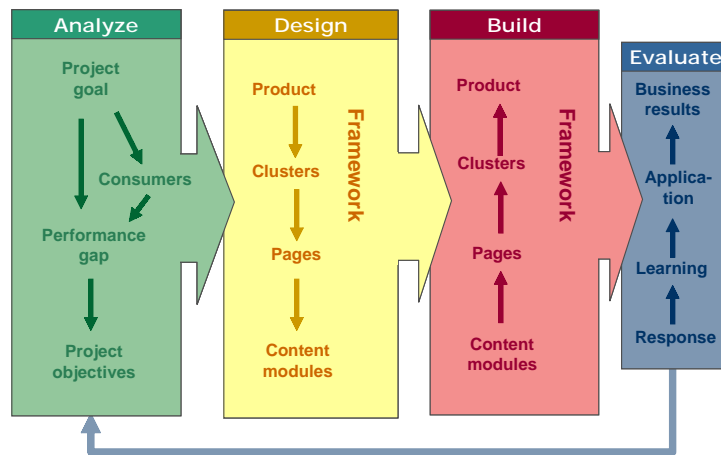 Analyze
Project
goal
Consumers
Performance
gap
Project
objectives
Design
Product
Framework
Clusters
Pages
Content
modules
Build
Product
Framework
Clusters
Pages
Content
modules
Evaluate
Business
results
Applica-
tion
Learning
Response